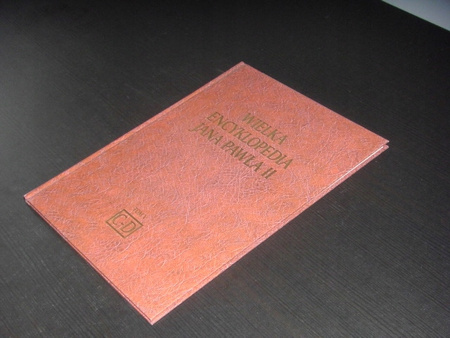 WIELKA
ENCYKLOPEDIA
JANA PAWŁA II
C-D